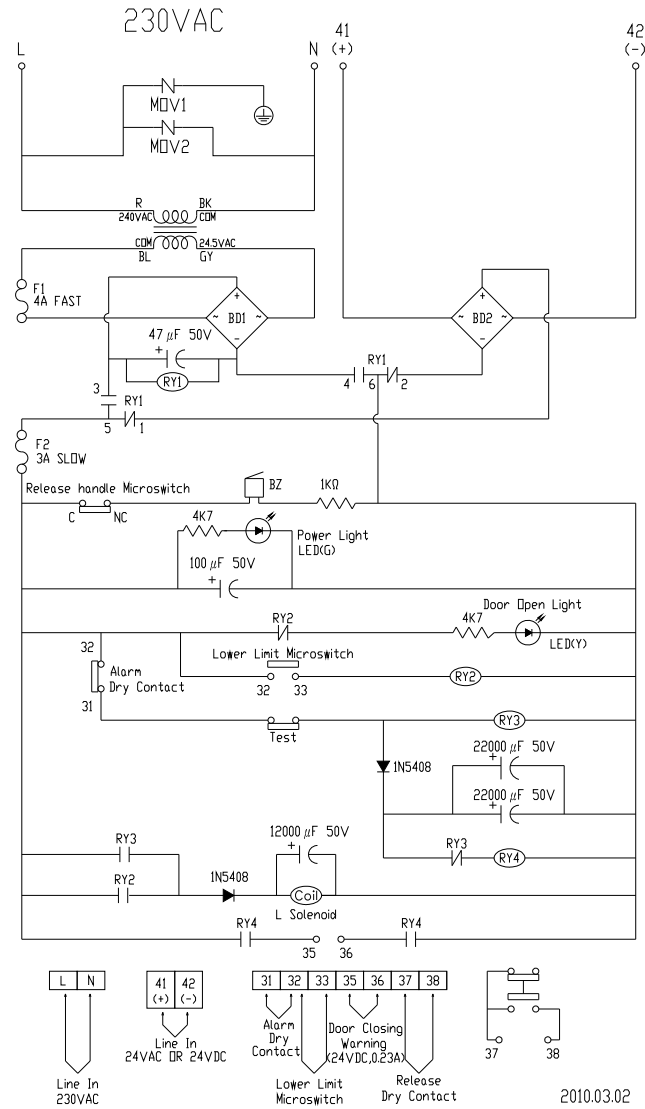 230VAC
L
N
41
(+)
42
(-)
MOV1
MOV2
R
BK
240VAC
COM
COM
24.5VAC
BL
GY
F1
4A FAST
~
+
BD1
-
~
~
+
BD2
-
~
47 μF 50V
+
RY1
RY1
4
6
2
3
RY1
5
1
F2
3A SLOW
Release handle Microswitch
C
NC
BZ
1KΩ
4K7
Power Light
LED(G)
100 μF 50V
+
Door Open Light
RY2
4K7
LED(Y)
32
Alarm
Dry Contact
31
Lower Limit Microswitch
32
33
RY2
Test
RY3
1N5408
22000 μF 50V
+
22000 μF 50V
+
RY3
RY4
RY3
RY2
1N5408
12000 μF 50V
+
Coil
L Solenoid
RY4
35
36
RY4
L
N
Line In
230VAC
41
(+)
42
(-)
Line In
24VAC OR 24VDC
31
32
33
35
36
37
38
Alarm
Dry
Contact
Door Closing
Warning
(24VDC,0.23A)
Lower Limit
Microswitch
Release
Dry Contact
37
38
2010.03.02